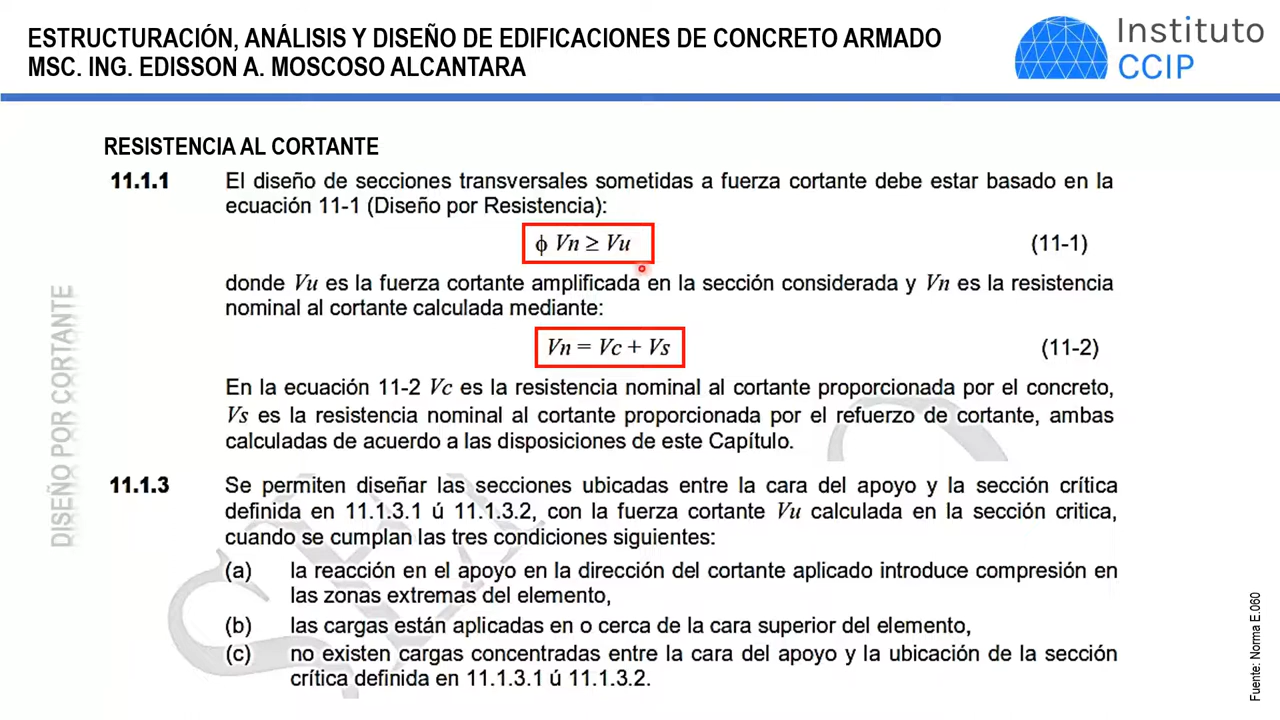 ESTRUCTURACIÓN, ANÁLISIS Y DISEÑO DE EDIFICACIONES DE CONCRETO ARMADO
MSC. ING. EDISSON A. MOSCOSO ALCANTARA
Instituto
CCIP
RESISTENCIA AL CORTANTE
11.1.1 El diseño de secciones transversales sometidas a fuerza cortante debe estar basado en la
ecuación 11-1 (Diseño por Resistencia):
ϕ Vn ≥ Vu (11-1)
donde Vu es la fuerza cortante amplificada en la sección considerada y Vn es la resistencia
nominal al cortante calculada mediante:
Vn = Vc + Vs (11-2)
En la ecuación 11-2 Vc es la resistencia nominal al cortante proporcionada por el concreto,
Vs es la resistencia nominal al cortante proporcionada por el refuerzo de cortante, ambas
calculadas de acuerdo a las disposiciones de este Capítulo.
11.1.3 Se permiten diseñar las secciones ubicadas entre la cara del apoyo y la sección crítica
definida en 11.1.3.1 ú 11.1.3.2, con la fuerza cortante Vu calculada en la sección critica,
cuando se cumplan las tres condiciones siguientes:
(a) la reacción en el apoyo en la dirección del cortante aplicado introduce compresión en
las zonas extremas del elemento,
(b) las cargas están aplicadas en o cerca de la cara superior del elemento,
(c) no existen cargas concentradas entre la cara del apoyo y la ubicación de la sección
crítica definida en 11.1.3.1 ú 11.1.3.2.
DISEÑO POR CORTANTE
Fuente: Norma E.060